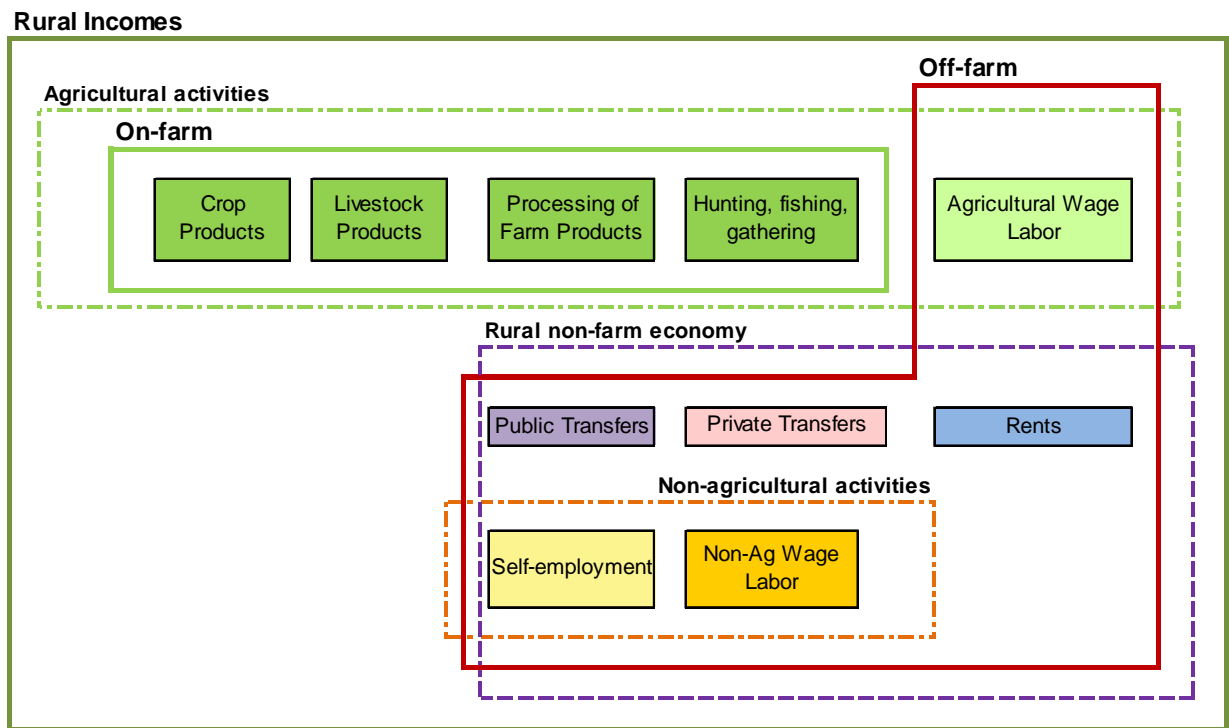 Rural Incomes
Off-farm
Agricultural activities
On-farm
Crop
Products
Livestock
Products
Processing of
Farm Products
Hunting, fishing,
gathering
Agricultural Wage
Labor
Rural non-farm economy
Public Transfers
Private Transfers
Rents
Non-agricultural activities
Self-employment
Non-Ag Wage
Labor